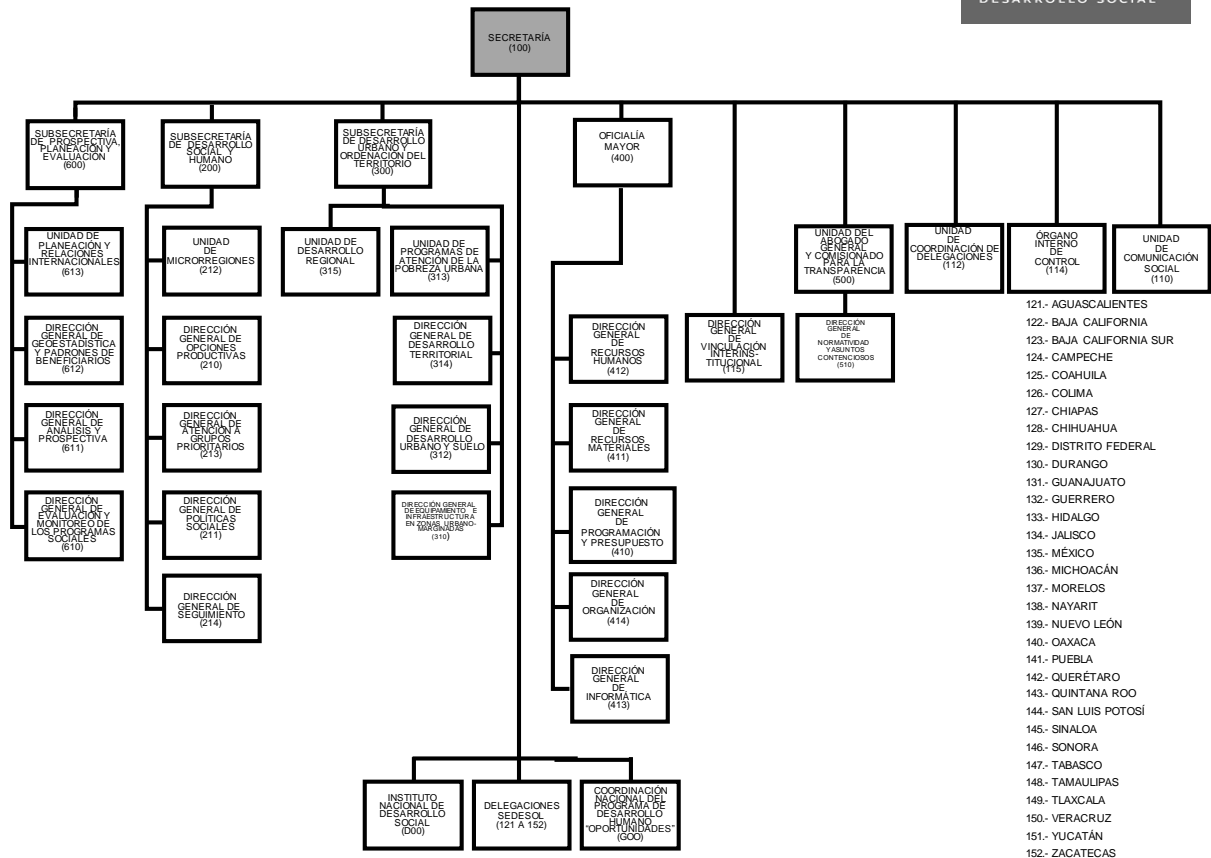 DESARROLLO SOCIAL
SECRETARÍA
(100)
SUBSECRETARÍA
DE PROSPECTIVA,
PLANEACIÓN Y
EVALUACIÓN
(600)
SUBSECRETARÍA
DE DESARROLLO
SOCIAL Y
HUMANO
(200)
SUBSECRETARÍA
DE DESARROLLO
URBANO Y
ORDENACIÓN DEL
TERRITORIO
(300)
OFICIALÍA
MAYOR
(400)
UNIDAD DE
PLANEACIÓN Y
RELACIONES
INTERNACIONALES
(613)
UNIDAD
DE
MICRORREGIONES
(212)
UNIDAD DE
DESARROLLO
REGIONAL
(315)
UNIDAD DE
PROGRAMAS DE
ATENCIÓN DE LA
POBREZA URBANA
(313)
UNIDAD DEL
ABOGADO
GENERAL
Y COMISIONADO
PARA LA
TRANSPARENCIA
(500)
UNIDAD
DE
COORDINACIÓN DE
DELEGACIONES
(112)
ÓRGANO
INTERNO
DE
CONTROL
(114)
UNIDAD
DE
COMUNICACIÓN
SOCIAL
(110)
DIRECCIÓN
GENERAL DE
GEOESTADÍSTICA
Y PADRONES DE
BENEFICIARIOS
(612)
DIRECCIÓN
GENERAL DE
OPCIONES
PRODUCTIVAS
(210)
DIRECCIÓN
GENERAL DE
DESARROLLO
TERRITORIAL
(314)
DIRECCIÓN
GENERAL
DE
RECURSOS
HUMANOS
(412)
DIRECCIÓN
GENERAL
DE
VINCULACIÓN
INTERINS-
TITUCIONAL
(115)
DIRECCIÓN
GENERAL
DE
NORMATIVIDAD
YASUNTOS
CONTENCIOSOS
(510)
DIRECCIÓN
GENERAL DE
ANÁLISIS Y
PROSPECTIVA
(611)
DIRECCIÓN
GENERAL DE
ATENCIÓN A
GRUPOS
PRIORITARIOS
(213)
DIRECCIÓN
GENERAL DE
DESARROLLO
URBANO Y SUELO
(312)
DIRECCIÓN
GENERAL
DE
RECURSOS
MATERIALES
(411)
DIRECCIÓN
GENERAL DE
EVALUACIÓN Y
MONITOREO DE
LOS PROGRAMAS
SOCIALES
(610)
DIRECCIÓN
GENERAL DE
POLÍTICAS
SOCIALES
(211)
DIRECCIÓN GENERAL
DE EQUIPAMIENTO E
INFRAESTRUCTURA
EN ZONAS URBANO-
MARGINADAS
(310)
DIRECCIÓN
GENERAL
DE
PROGRAMACIÓN
Y PRESUPUESTO
(410)
DIRECCIÓN
GENERAL DE
SEGUIMIENTO
(214)
DIRECCIÓN
GENERAL
DE
ORGANIZACIÓN
(414)
DIRECCIÓN
GENERAL
DE
INFORMÁTICA
(413)
INSTITUTO
NACIONAL DE
DESARROLLO
SOCIAL
(D00)
DELEGACIONES
SEDESOL
(121 A 152)
COORDINACIÓN
NACIONAL DEL
PROGRAMA DE
DESARROLLO
HUMANO
"OPORTUNIDADES"
(GOO)
121.- AGUASCALIENTES
122.- BAJA CALIFORNIA
123.- BAJA CALIFORNIA SUR
124.- CAMPECHE
125.- COAHUILA
126.- COLIMA
127.- CHIAPAS
128.- CHIHUAHUA
129.- DISTRITO FEDERAL
130.- DURANGO
131.- GUANAJUATO
132.- GUERRERO
133.- HIDALGO
134.- JALISCO
135.- MÉXICO
136.- MICHOACÁN
137.- MORELOS
138.- NAYARIT
139.- NUEVO LEÓN
140.- OAXACA
141.- PUEBLA
142.- QUERÉTARO
143.- QUINTANA ROO
144.- SAN LUIS POTOSÍ
145.- SINALOA
146.- SONORA
147.- TABASCO
148.- TAMAULIPAS
149.- TLAXCALA
150.- VERACRUZ
151.- YUCATÁN
152.- ZACATECAS